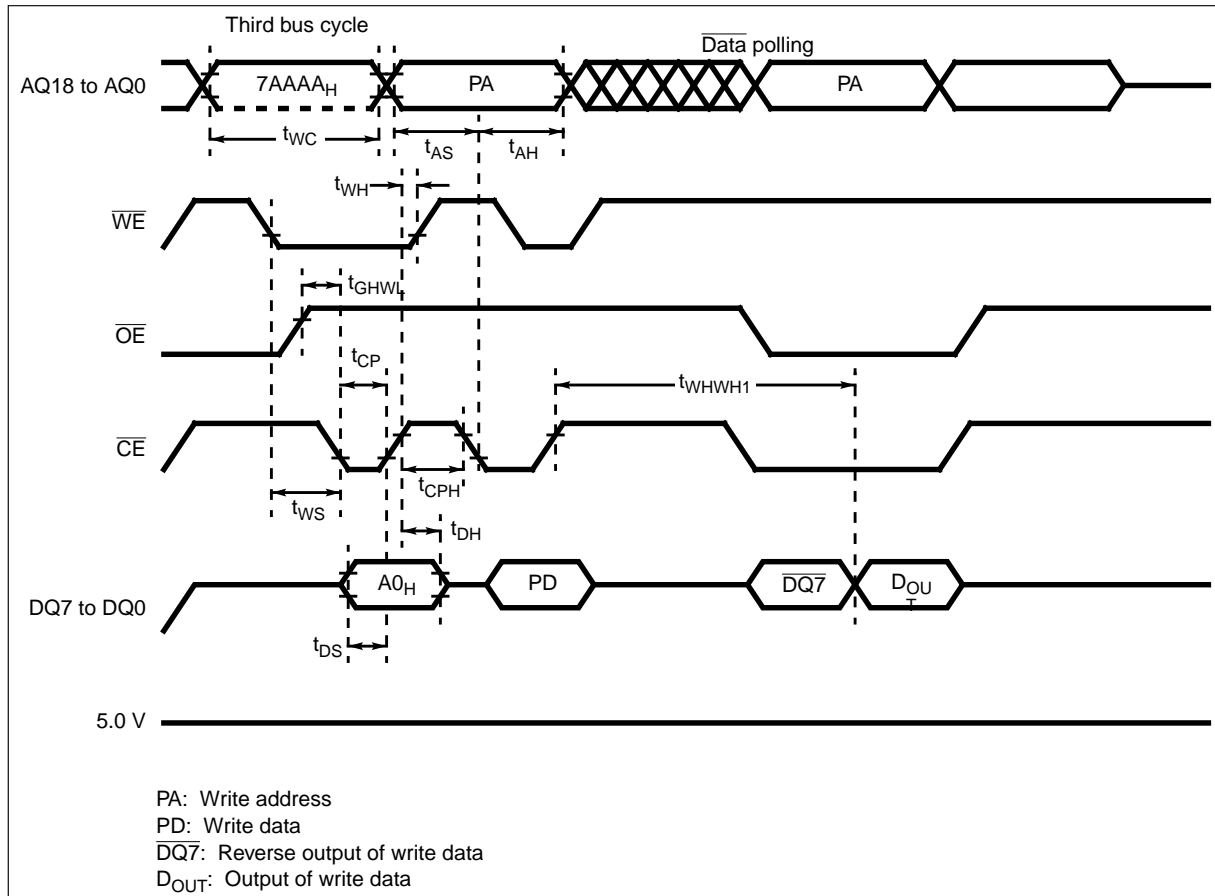 Third bus cycle
Data polling
AQ18 to AQ0
7AAAAH
PA
PA
tWC
tAS
tAH
tWH
WE
tGHWL
OE
tCP
tWHWH1
CE
tCPH
tWS
tDH
A0H
PD
DQ7
DOUT
DQ7 to DQ0
tDS
5.0 V
PA: Write address
PD: Write data
DQ7: Reverse output of write data
DOUT: Output of write data